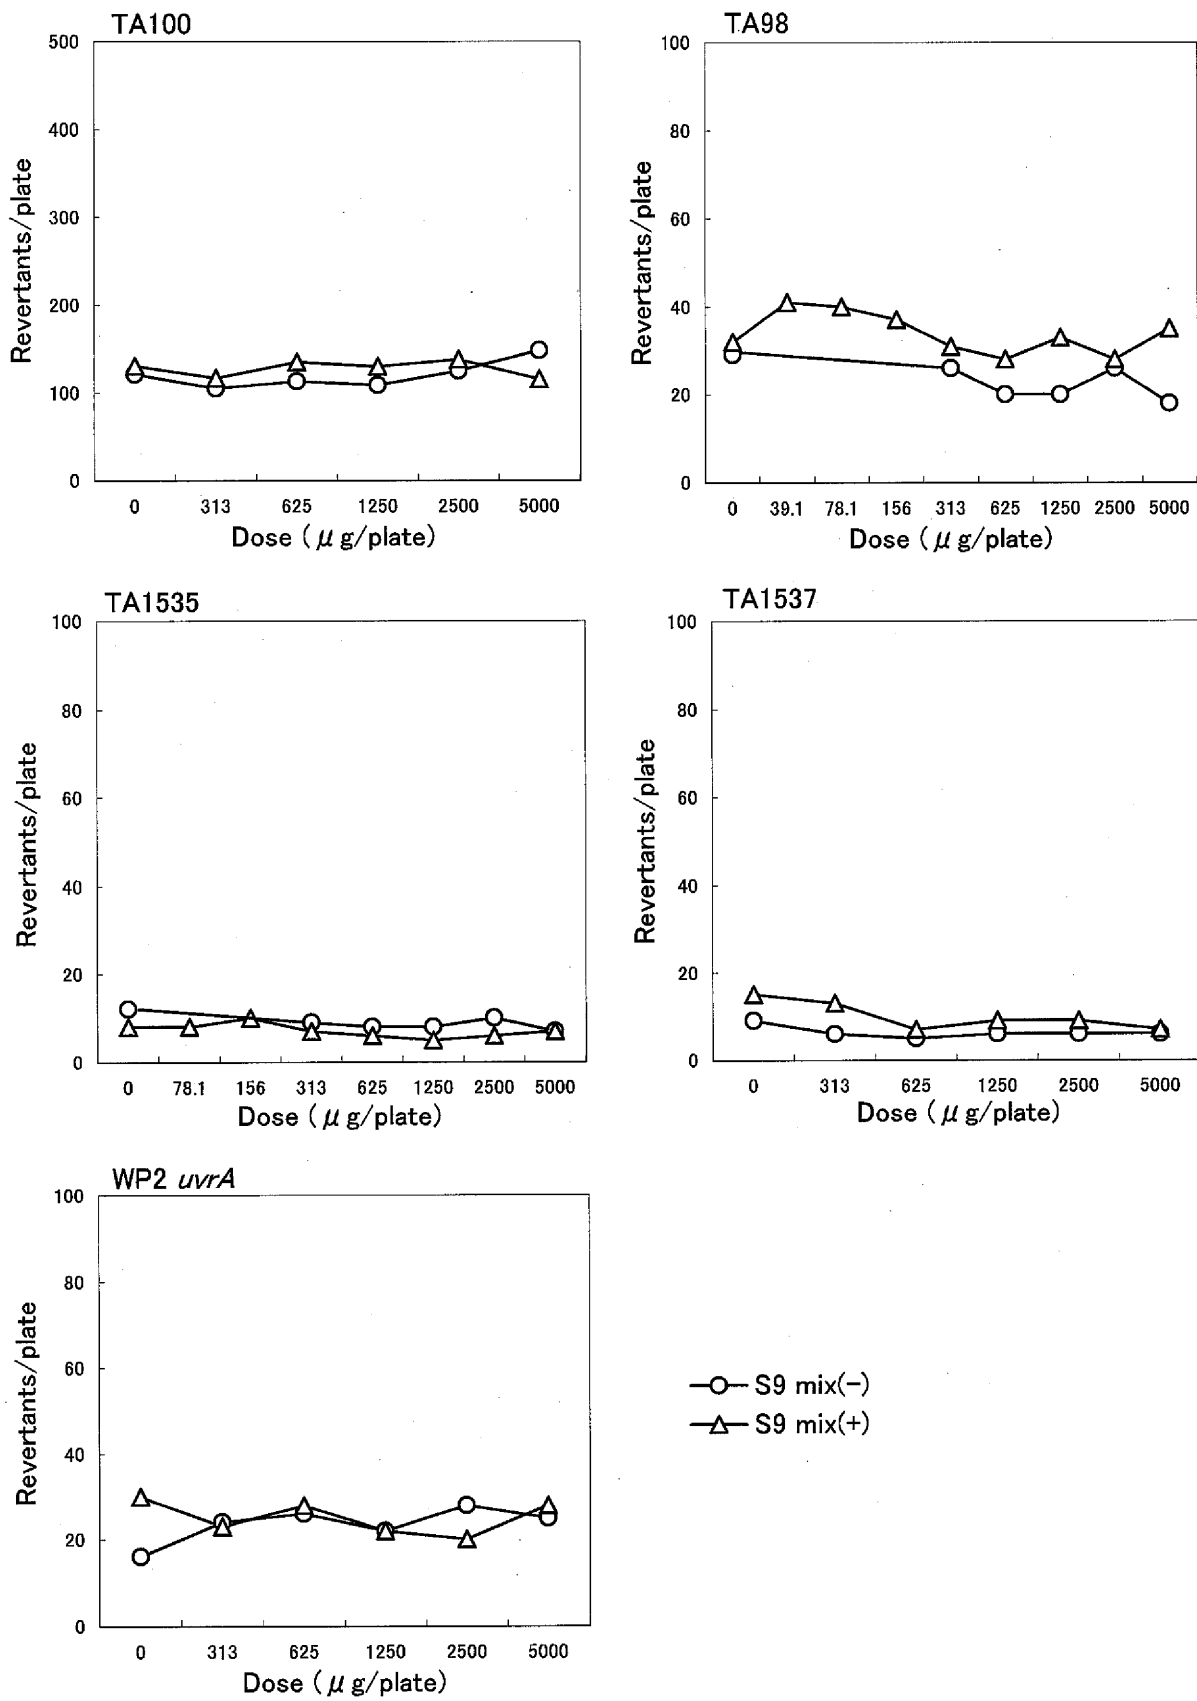 TA100
500
400
300
200
100
0
Revertants/plate
0 313 625 1250 2500 5000
Dose ( μ g/plate)
TA98
100
80
60
40
20
0
Revertants/plate
0 39.1 78.1 156 313 625 1250 2500 5000
Dose ( μ g/plate)
TA1535
100
80
60
40
20
0
Revertants/plate
0 78.1 156 313 625 1250 2500 5000
Dose ( μ g/plate)
TA1537
100
80
60
40
20
0
Revertants/plate
0 313 625 1250 2500 5000
Dose ( μ g/plate)
WP2 uvrA
100
80
60
40
20
0
Revertants/plate
0 313 625 1250 2500 5000
Dose ( μ g/plate)
S9 mix(-)
S9 mix(+)